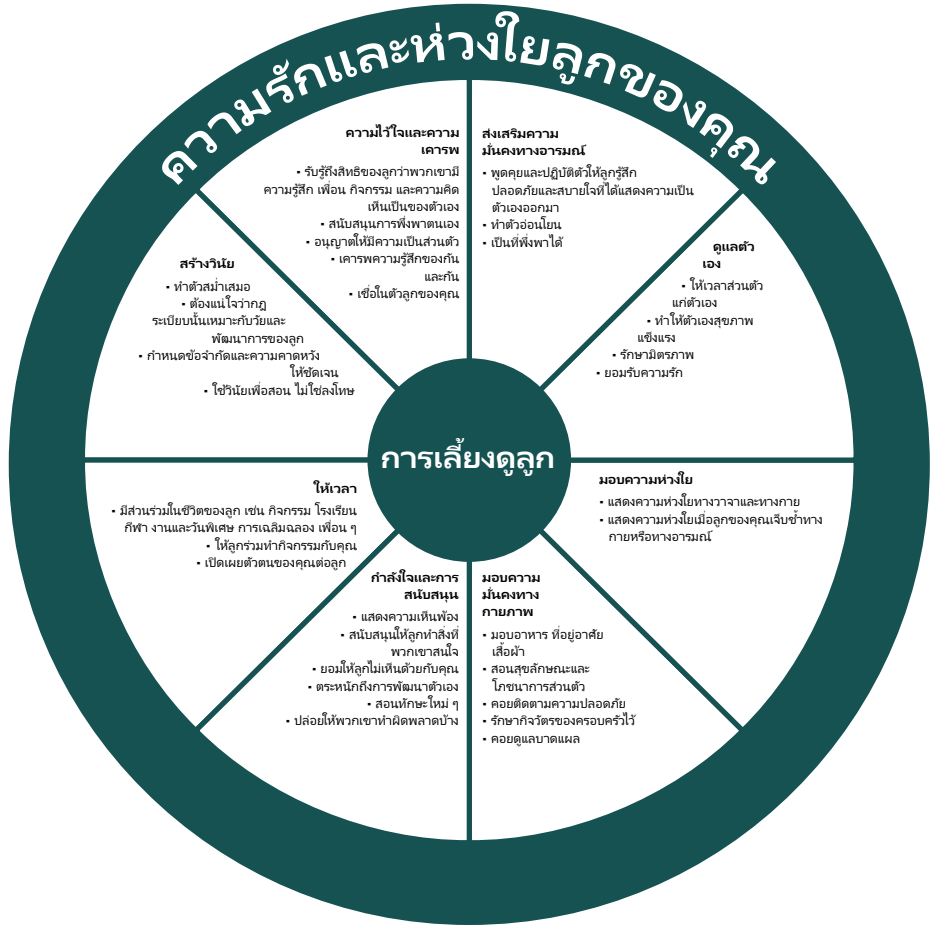 ความรักและห่วงใยลูกของคุณ
ความไว้ใจและความ
เคารพ
• รับรู้ถึงสิทธิของลูกว่าพวกเขามี
ความรู้สึก เพื่อน กิจกรรม และความคิด
เห็นเป็นของตัวเอง
• สนับสนุนการพึ่งพาตนเอง
• อนุญาตให้มีความเป็นส่วนตัว
• เคารพความรู้สึกของกัน
และกัน
• เชื่อในตัวลูกของคุณ
ส่งเสริมความ
มั่นคงทางอารมณ์
• พูดคุยและปฏิบัติตัวให้ลูกรู้สึก
ปลอดภัยและสบายใจที่ได้แสดงความเป็น
ตัวเองออกมา
• ทำตัวอ่อนโยน
• เป็นที่พึ่งพาได้
ดูแลตัว
เอง
• ให้เวลาส่วนตัว
แก่ตัวเอง
• ทำให้ตัวเองสุขภาพ
แข็งแรง
• รักษามิตรภาพ
• ยอมรับความรัก
สร้างวินัย
• ทำตัวสม่ำเสมอ
• ต้องแน่ใจว่ากฎ
ระเบียบนั้นเหมาะกับวัยและ
พัฒนาการของลูก
• กำหนดข้อจำกัดและความคาดหวัง
ให้ชัดเจน
• ใช้วินัยเพื่อสอน ไม่ใช่ลงโทษ
การเลี้ยงดูลูก
มอบความห่วงใย
• แสดงความห่วงใยทางวาจาและทางกาย
• แสดงความห่วงใยเมื่อลูกของคุณเจ็บช้ำทาง
กายหรือทางอารมณ์
ให้เวลา
• มีส่วนร่วมในชีวิตของลูก เช่น กิจกรรม โรงเรียน
กีฬา งานและวันพิเศษ การเฉลิมฉลอง เพื่อน ๆ
• ให้ลูกร่วมทำกิจกรรมกับคุณ
• เปิดเผยตัวตนของคุณต่อลูก
กำลังใจและการ
สนับสนุน
• แสดงความเห็นพ้อง
• สนับสนุนให้ลูกทำสิ่งที่
พวกเขาสนใจ
• ยอมให้ลูกไม่เห็นด้วยกับคุณ
• ตระหนักถึงการพัฒนาตัวเอง
• สอนทักษะใหม่ ๆ
• ปล่อยให้พวกเขาทำผิดพลาดบ้าง
มอบความ
มั่นคงทาง
กายภาพ
• มอบอาหาร ที่อยู่อาศัย
เสื้อผ้า
• สอนสุขลักษณะและ
โภชนาการส่วนตัว
• คอยติดตามความปลอดภัย
• รักษากิจวัตรของครอบครัวไว้
• คอยดูแลบาดแผล